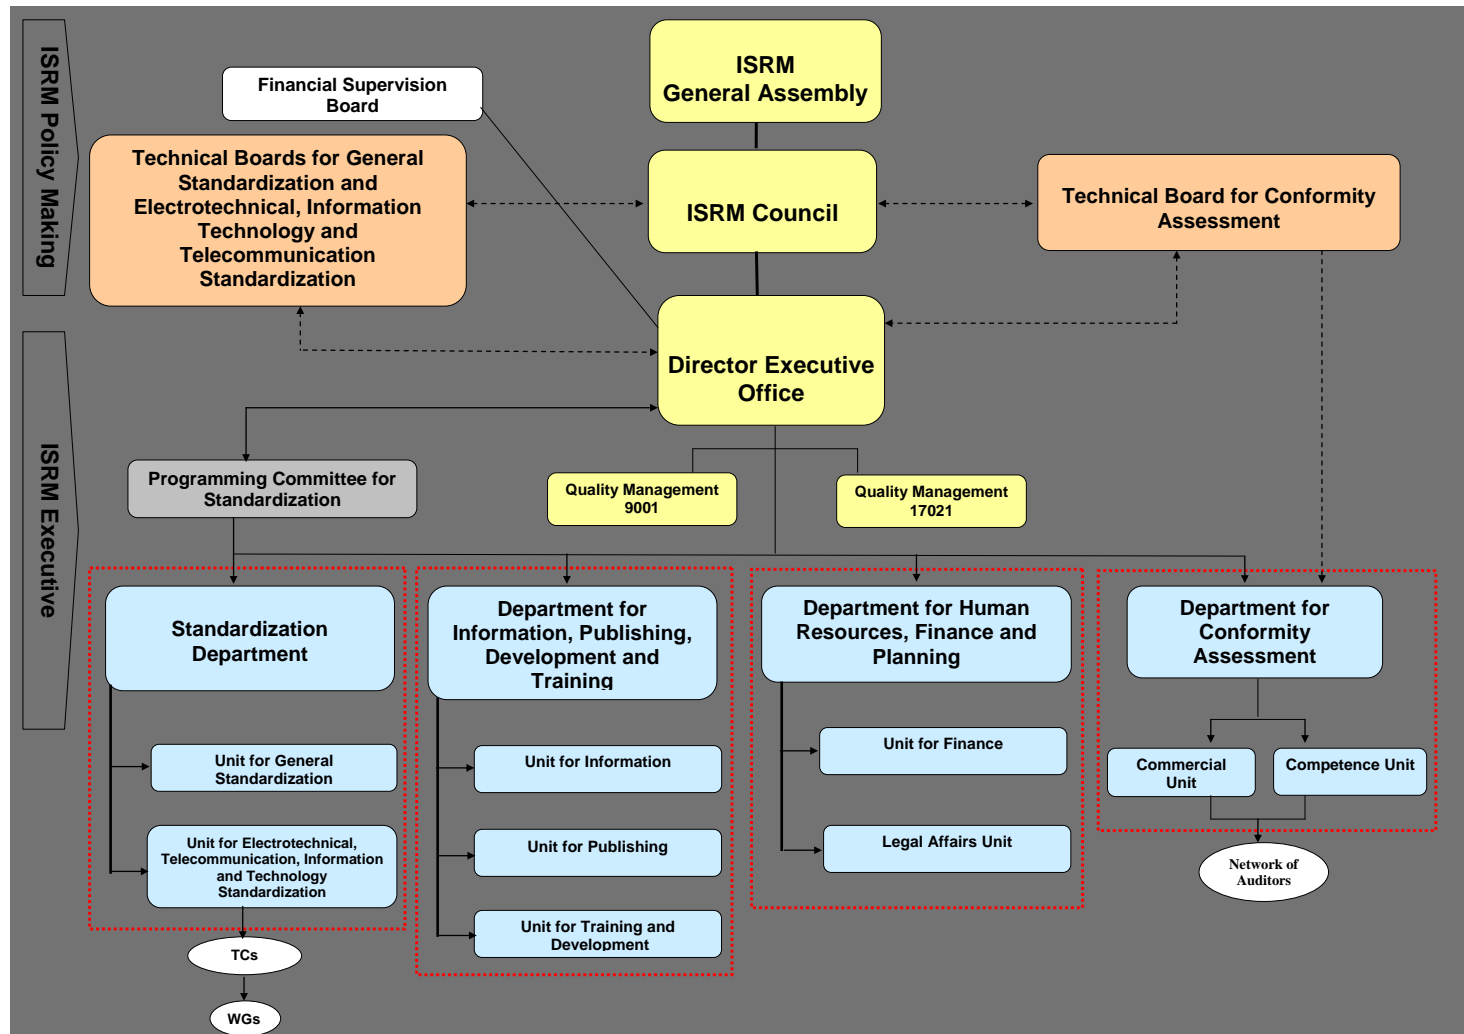 ISRM Policy Making
ISRM
General Assembly
Financial Supervision
Board
Technical Boards for General
Standardization and
Electrotechnical, Information
Technology and
Telecommunication
Standardization
ISRM Council
Technical Board for Conformity
Assessment
ISRM Executive
Director Executive
Office
Programming Committee for
Standardization
Quality Management
9001
Quality Management
17021
Standardization
Department
Department for
Information, Publishing,
Development and
Training
Department for Human
Resources, Finance and
Planning
Department for
Conformity
Assessment
Unit for General
Standardization
Unit for Information
Unit for Finance
Commercial
Unit
Competence Unit
Unit for Electrotechnical,
Telecommunication, Information
and Technology
Standardization
Unit for Publishing
Legal Affairs Unit
Network of
Auditors
Unit for Training and
Development
TCs
WGs